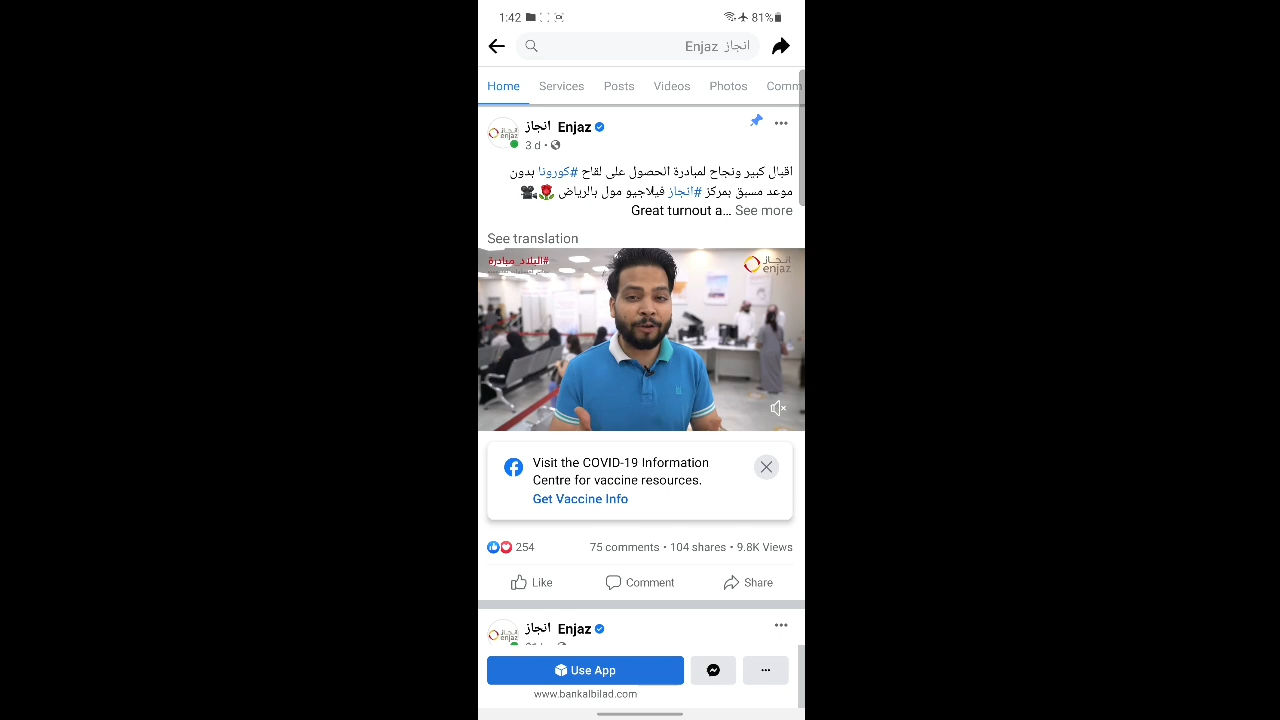 1:42
81%
انجاز Enjaz
Home Services Posts Videos Photos Comm
انجاز Enjaz
3 d
اقبال كبير ونجاح لمبادرة الحصول على لقاح #كورونا بدون
موعد مسبق بمركز #انجاز فيلاجيو مول بالرياض
Great turnout a... See more
See translation
#البلاد_مبادرة
انجاز
enjaz
Visit the COVID-19 Information
Centre for vaccine resources.
Get Vaccine Info
254 75 comments • 104 shares • 9.8K Views
Like Comment Share
انجاز Enjaz
Use App
www.bankalbilad.com